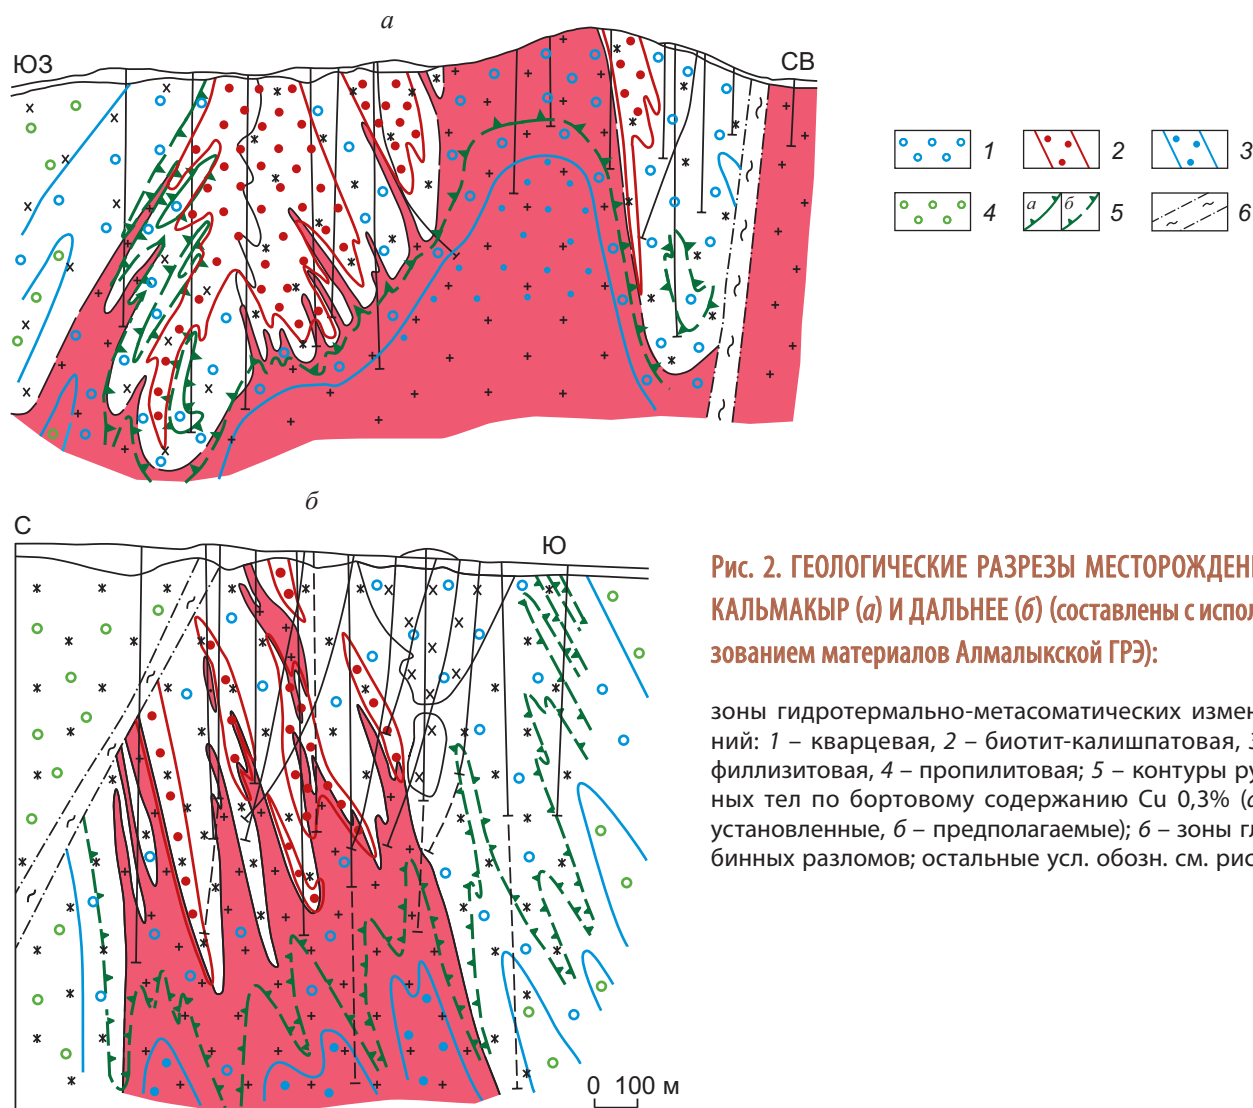 а
ЮЗ
СВ
1
2
3
4
а
б
5
6
б
С
Ю
0 100 м
Рис. 2. ГЕОЛОГИЧЕСКИЕ РАЗРЕЗЫ МЕСТОРОЖДЕН
КАЛЬМАКЫР (а) И ДАЛЬНЕЕ (б) (составлены с испол
зованием материалов Алмалыкской ГРЭ):
зоны гидротермально-метасоматических измен
ний: 1 – кварцевая, 2 – биотит-калишпатовая, 3
филлизитовая, 4 – пропилитовая; 5 – контуры ру
ных тел по бортовому содержанию Cu 0,3% (а
установленные, б – предполагаемые); 6 – зоны гл
бинных разломов; остальные усл. обозн. см. рис